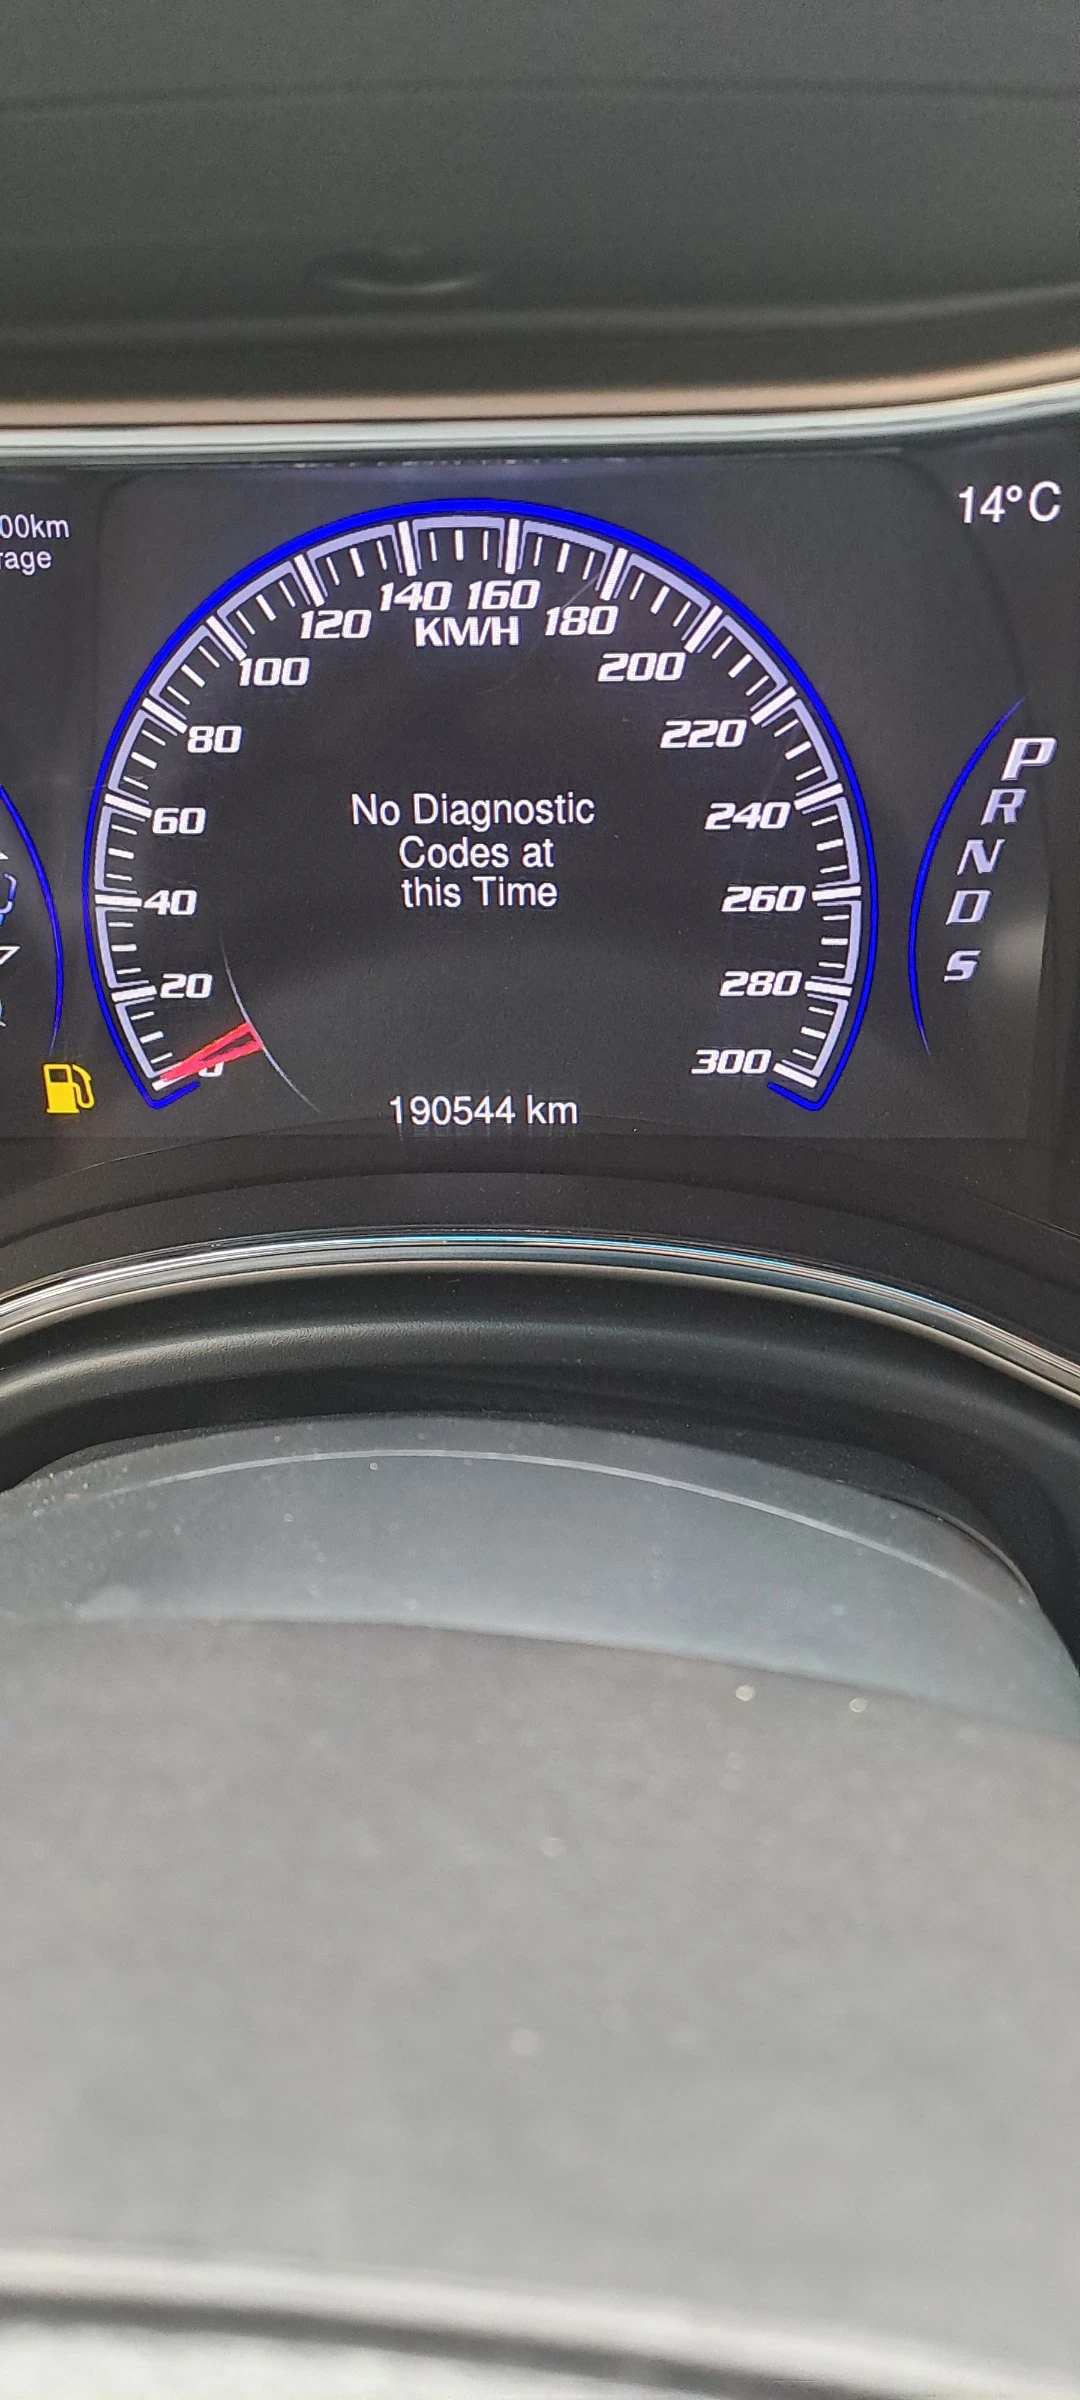 00km
14°C
140 160
120 KM/H 180
100 200
80 220
60 240
40 260
20 280
0 300
No Diagnostic
Codes at
this Time
190544 km
P
R
N
D
S